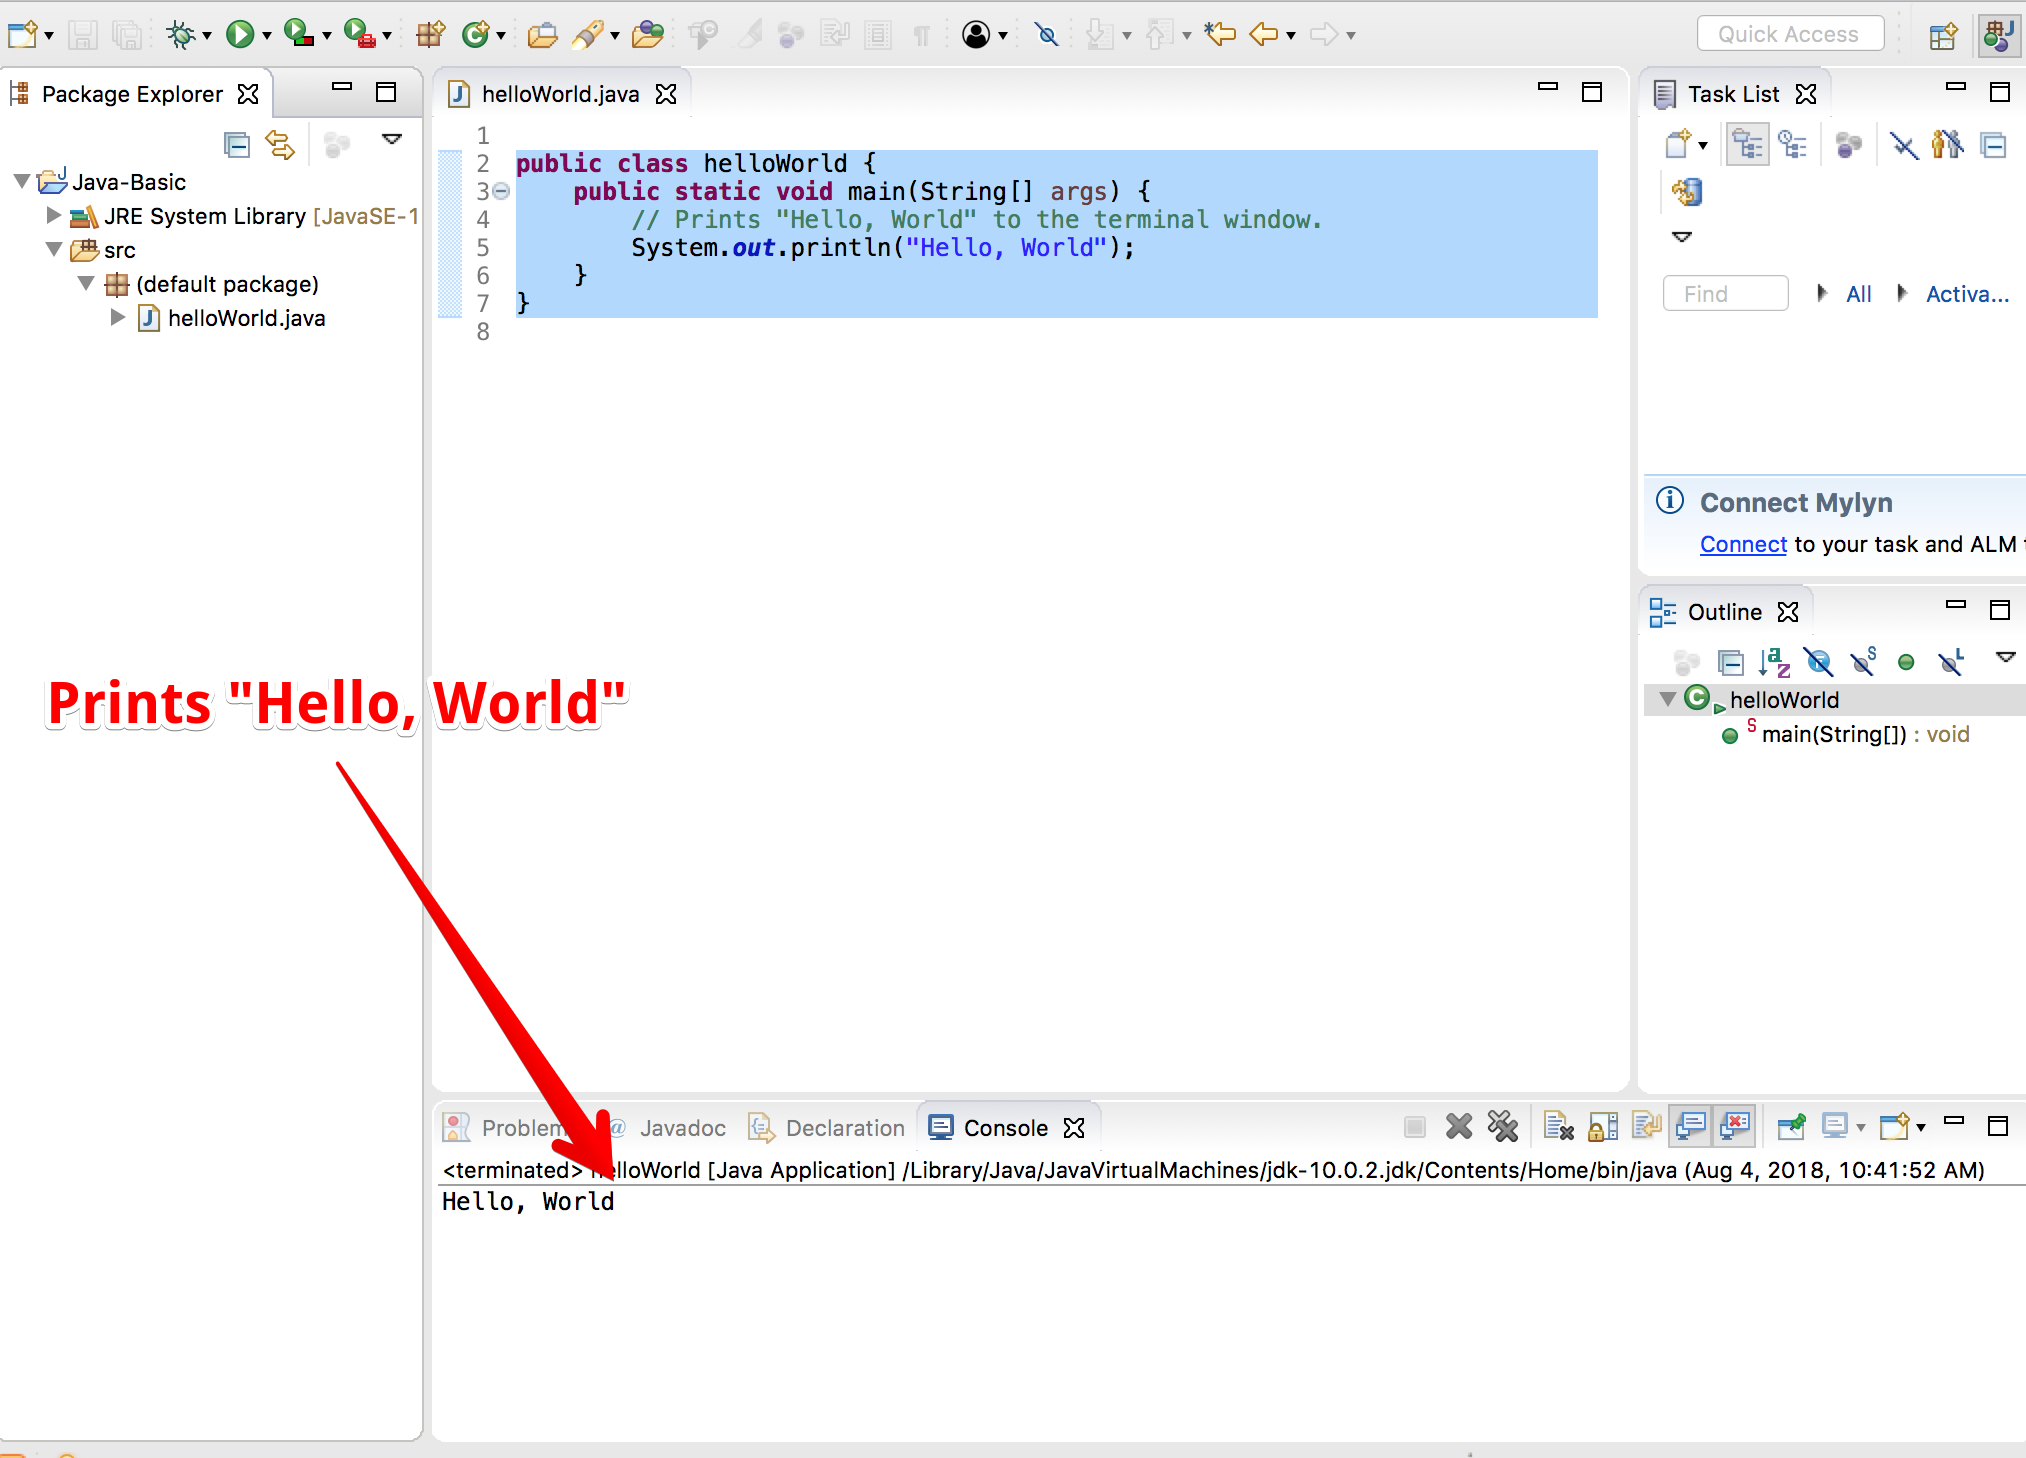 Quick Access
Package Explorer
Java-Basic
JRE System Library [JavaSE-1
src
(default package)
helloWorld.java
helloWorld.java
1
2 public class helloWorld {
3 public static void main(String[] args) {
4 // Prints "Hello, World" to the terminal window.
5 System.out.println("Hello, World");
6 }
7 }
8
Prints "Hello, World"
Task List
Find All Activa...
Connect Mylyn
Connect to your task and ALM
Outline
helloWorld
main(String[]) : void
Problem @ Javadoc Declaration Console
<terminated> helloWorld [Java Application] /Library/Java/JavaVirtualMachines/jdk-10.0.2.jdk/Contents/Home/bin/java (Aug 4, 2018, 10:41:52 AM)
Hello, World